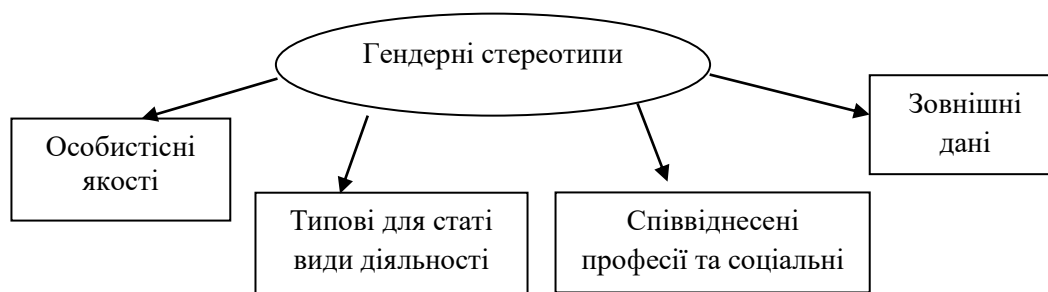 Гендерні стереотипи
Особистісні
якості
Типові для статі
види діяльності
Співвіднесені
професії та соціальні
Зовнішні
дані